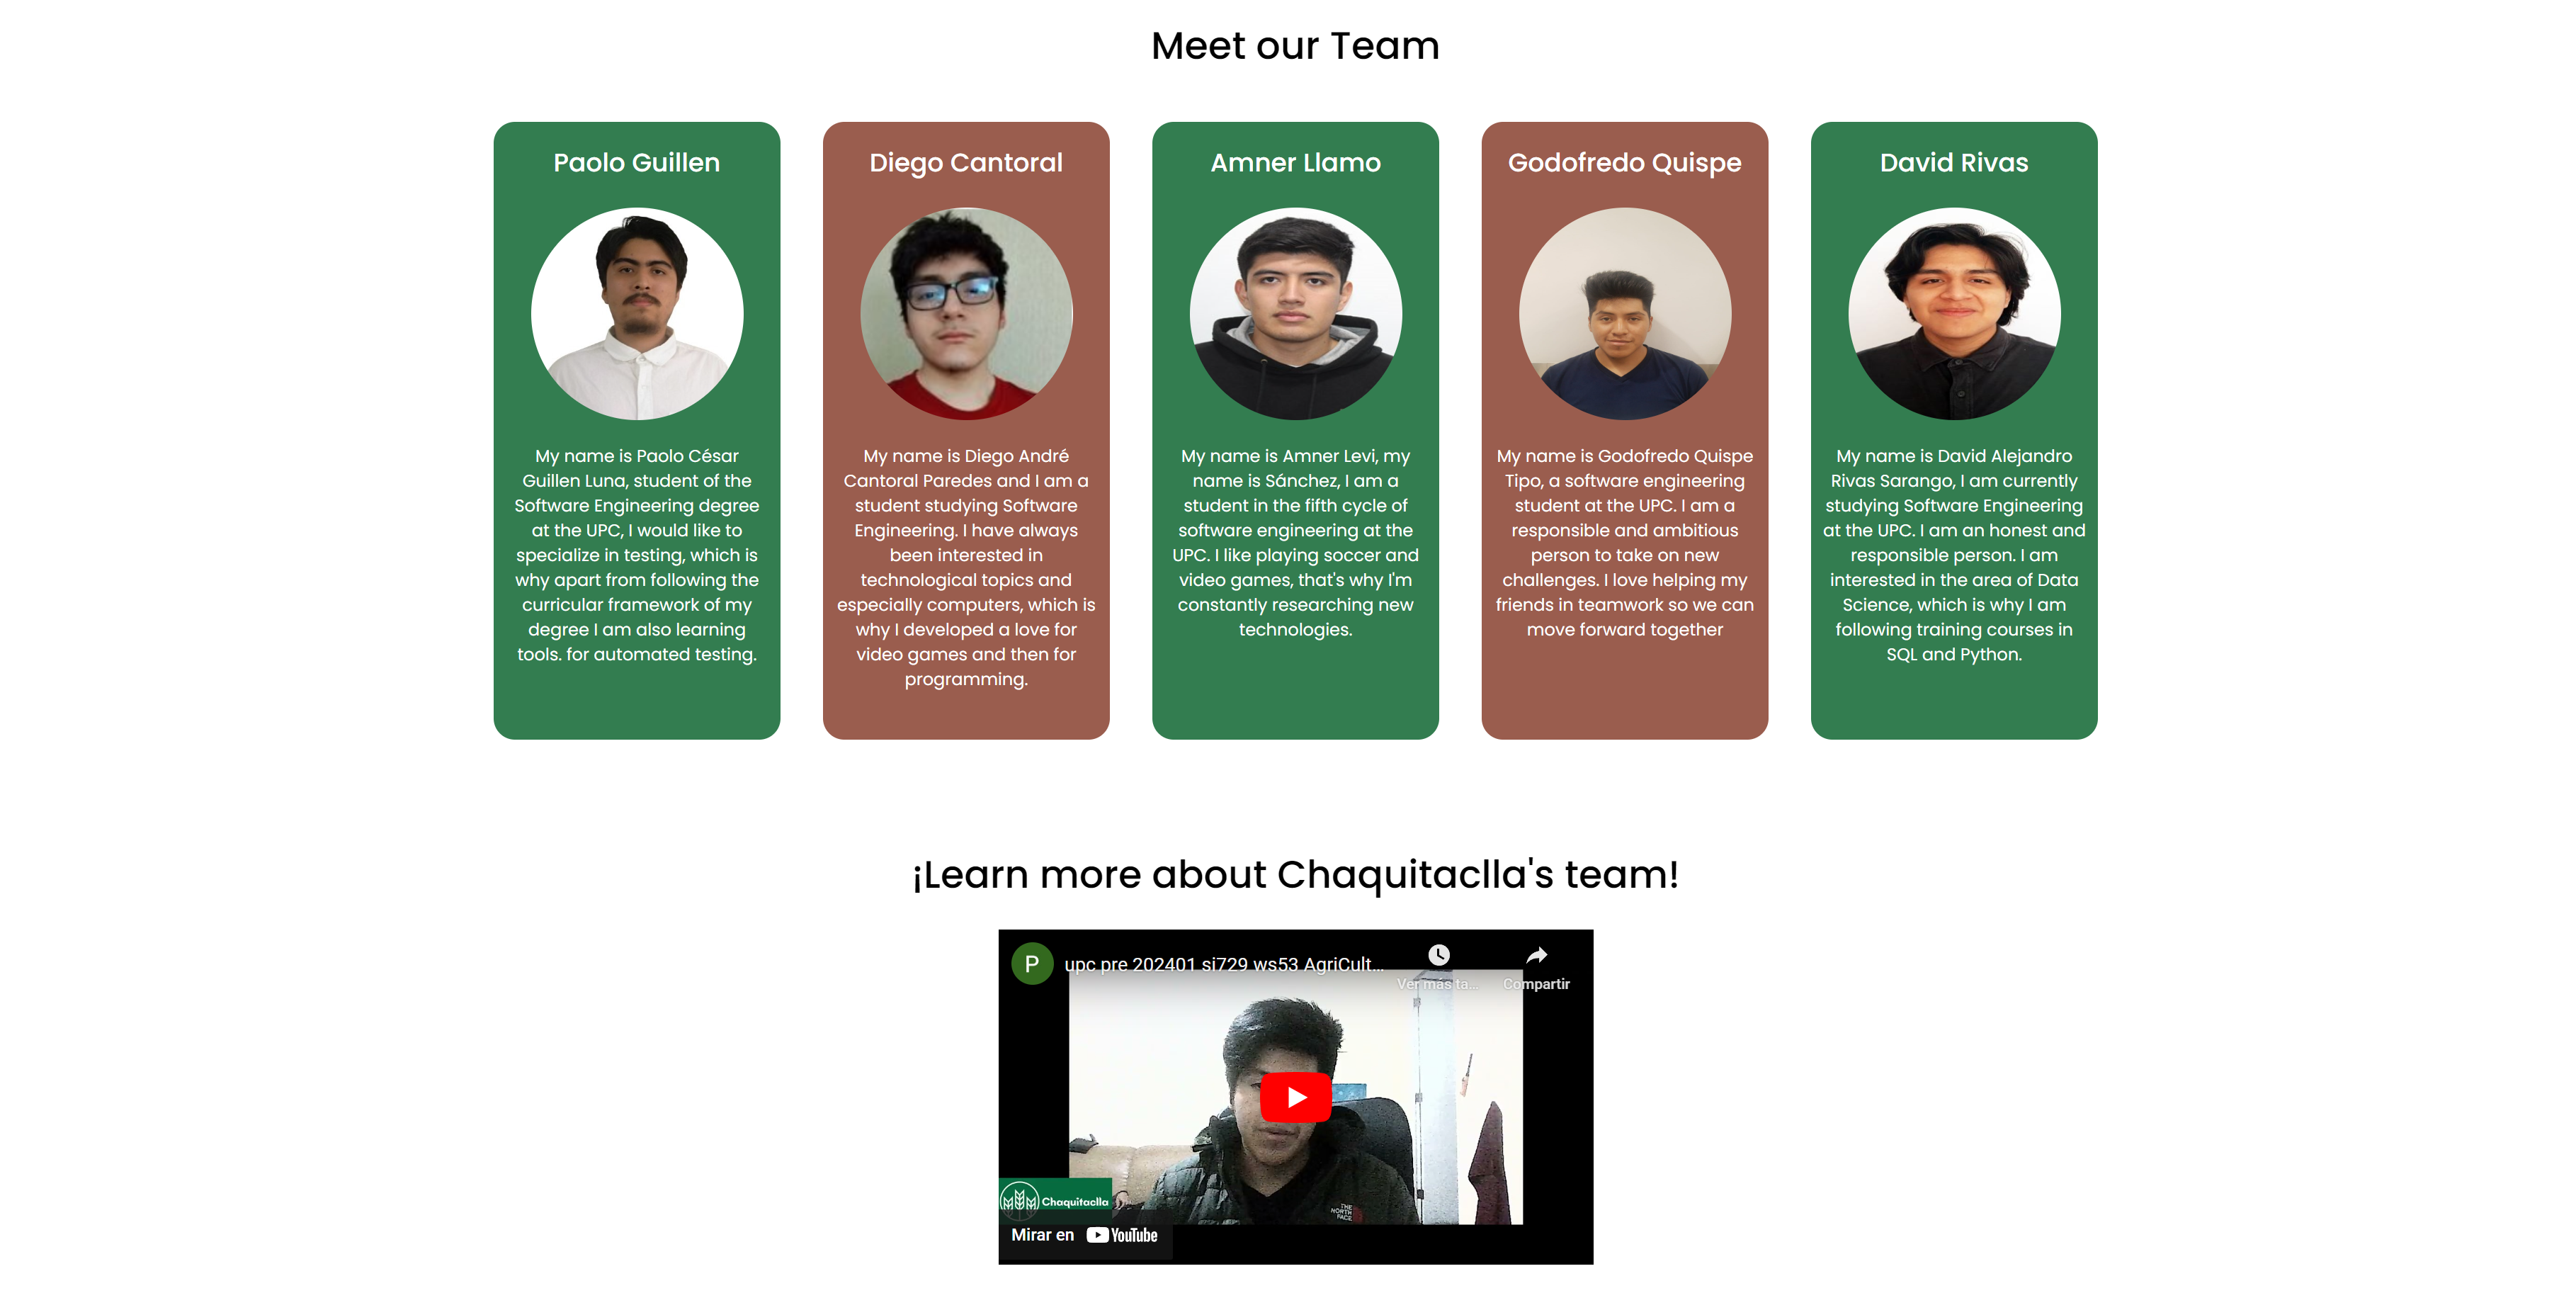 Meet our Team
Paolo Guillen
My name is Paolo César
Guillen Luna, student of the
Software Engineering degree
at the UPC, I would like to
specialize in testing, which is
why apart from following the
curricular framework of my
degree I am also learning
tools. for automated testing.
Diego Cantoral
My name is Diego André
Cantoral Paredes and I am a
student studying Software
Engineering. I have always
been interested in
technological topics and
especially computers, which is
why I developed a love for
video games and then for
programming.
Amner Llamo
My name is Amner Levi, my
name is Sánchez, I am a
student in the fifth cycle of
software engineering at the
UPC. I like playing soccer and
video games, that's why I'm
constantly researching new
technologies.
Godofredo Quispe
My name is Godofredo Quispe
Tipo, a software engineering
student at the UPC. I am a
responsible and ambitious
person to take on new
challenges. I love helping my
friends in teamwork so we can
move forward together
David Rivas
My name is David Alejandro
Rivas Sarango, I am currently
studying Software Engineering
at the UPC. I am an honest and
responsible person. I am
interested in the area of Data
Science, which is why I am
following training courses in
SQL and Python.
¡Learn more about Chaquitaclla's team!
P
upc pre 202401 si729 ws53 AgriCult...
Ver más ta...
Compartir
THE
NORTH
FACE
Chaquitaclla
Mirar en YouTube